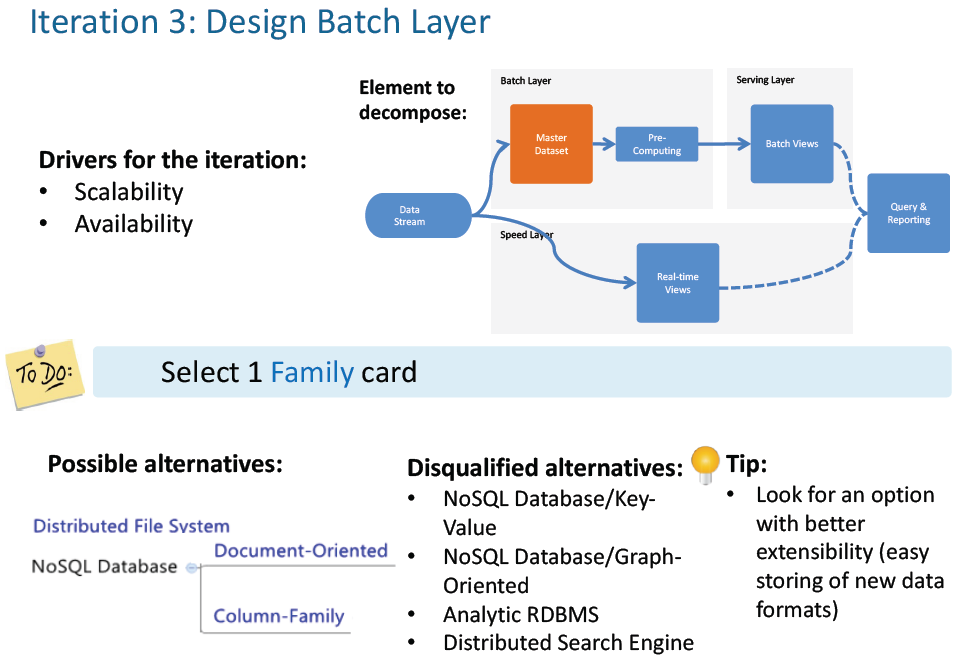 Iteration 3: Design Batch Layer
Element to
decompose:
Batch Layer
Serving Layer
Master
Dataset
Pre-
Computing
Batch Views
Drivers for the iteration:
• Scalability
• Availability
Data
Stream
Query &
Reporting
Speed Layer
Real-time
Views
TO DO:
Select 1 Family card
Possible alternatives:
Distributed File System
NoSQL Database
Document-Oriented
Column-Family
Disqualified alternatives:
• NoSQL Database/Key-
Value
• NoSQL Database/Graph-
Oriented
• Analytic RDBMS
• Distributed Search Engine
Tip:
• Look for an option
with better
extensibility (easy
storing of new data
formats)